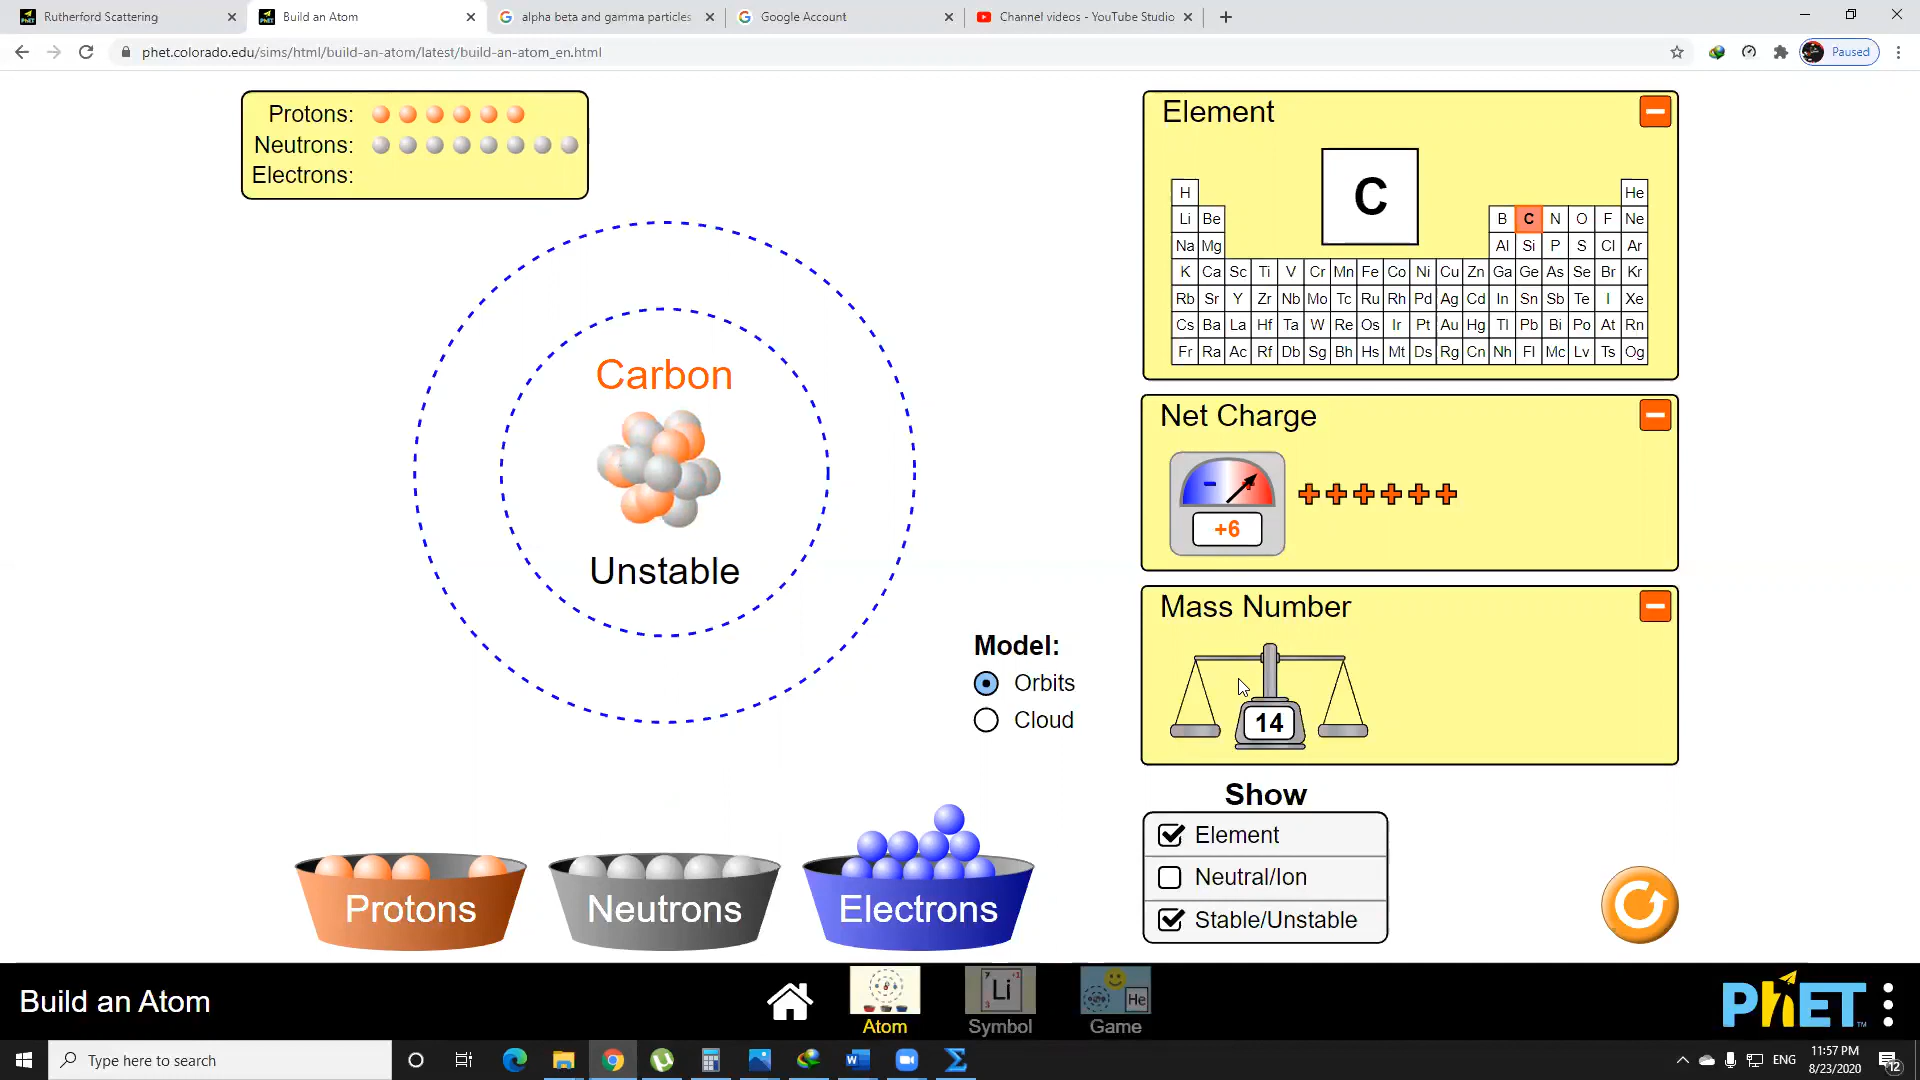 Rutherford Scattering
Build an Atom
alpha beta and gamma particles
Google Account
Channel videos - YouTube Studio
phet.colorado.edu/sims/html/build-an-atom/latest/build-an-atom_en.html
Paused
Protons:
Neutrons:
Electrons:
Element
C
H He
Li Be B C N O F Ne
Na Mg Al Si P S Cl Ar
K Ca Sc Ti V Cr Mn Fe Co Ni Cu Zn Ga Ge As Se Br Kr
Rb Sr Y Zr Nb Mo Tc Ru Rh Pd Ag Cd In Sn Sb Te I Xe
Cs Ba La Hf Ta W Re Os Ir Pt Au Hg Tl Pb Bi Po At Rn
Fr Ra Ac Rf Db Sg Bh Hs Mt Ds Rg Cn Nh Fl Mc Lv Ts Og
Carbon
Unstable
Net Charge
+6
Mass Number
14
Model:
Orbits
Cloud
Show
Element
Neutral/Ion
Stable/Unstable
Protons
Neutrons
Electrons
Build an Atom
Atom
7 +1
Li
3
Symbol
He
Game
PhET
TM
Type here to search
ENG
11:57 PM
8/23/2020
12